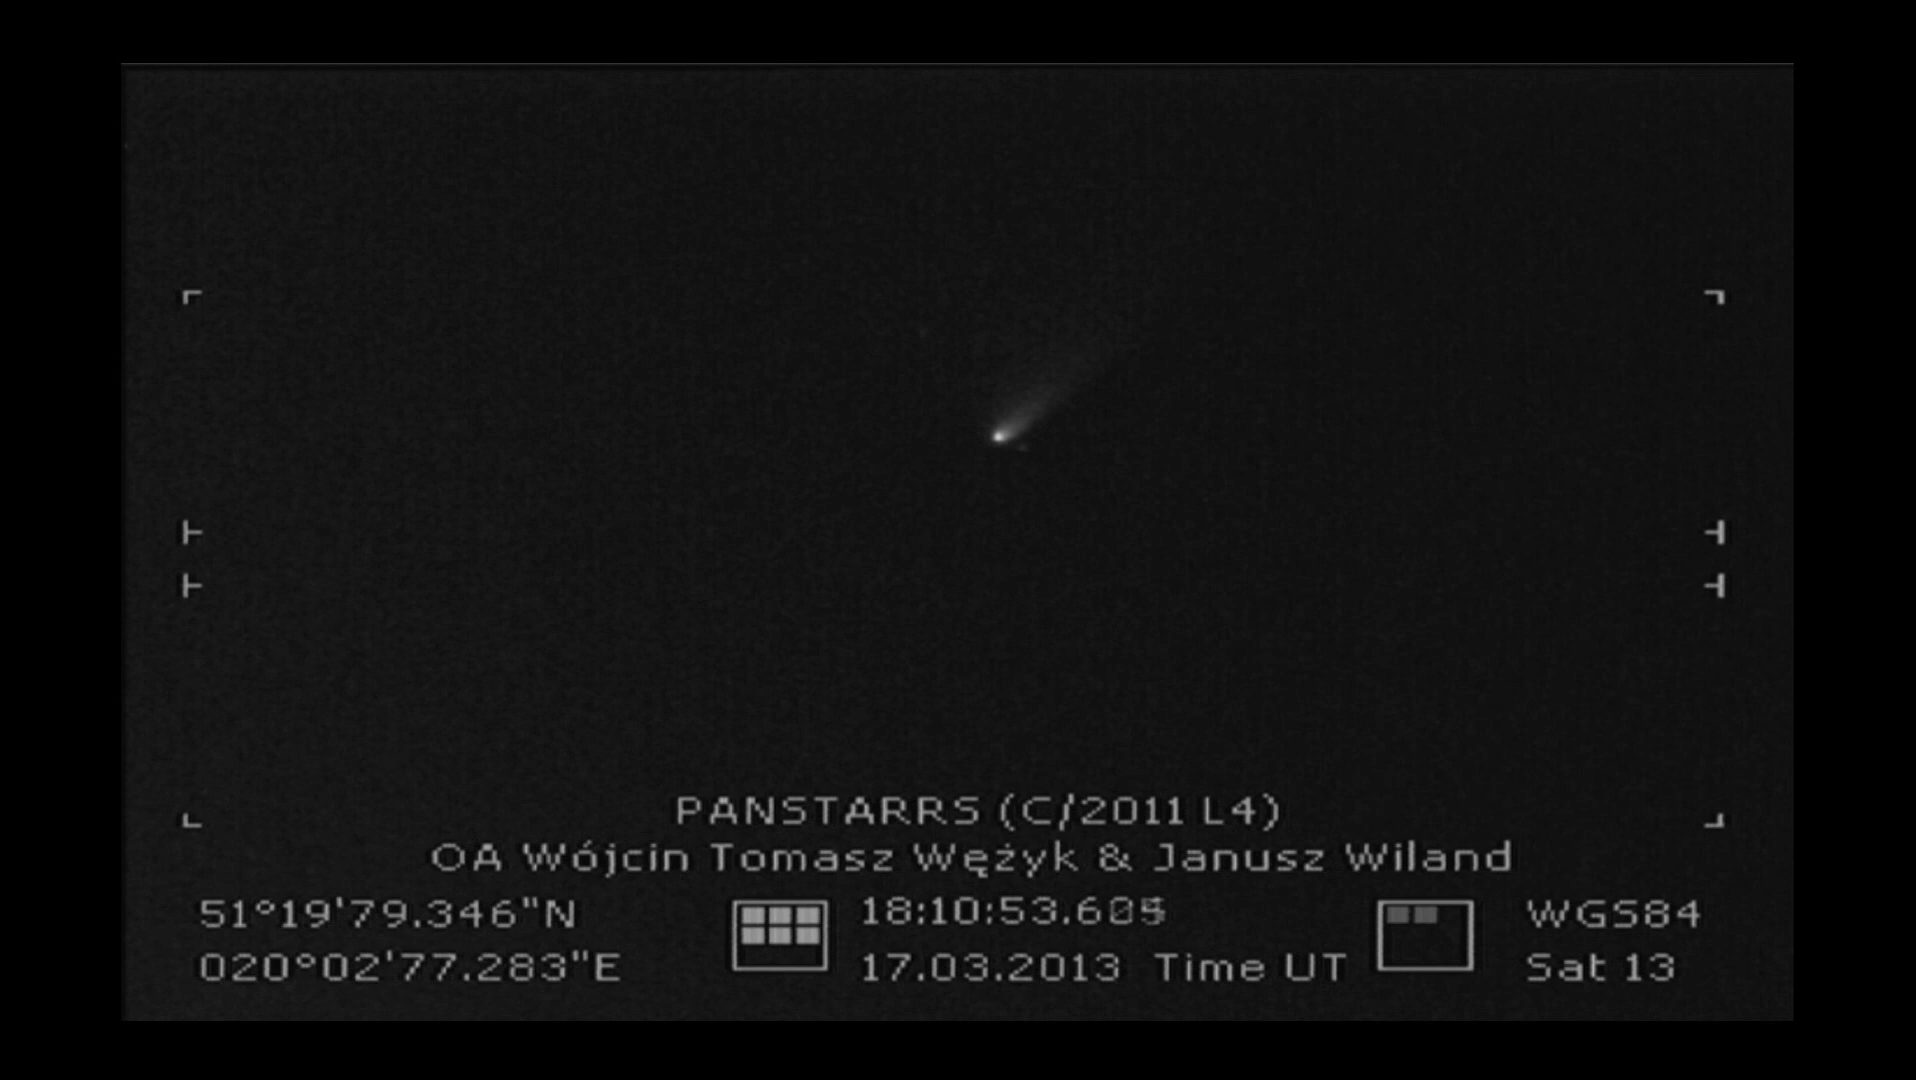 PANSTARRS (C/2011 L4)
OA Wójcin Tomasz Wężyk & Janusz Wiland
51°19'79.346"N
020°02'77.283"E
18:10:53.6
17.03.2013 Time UT
WGS84
Sat 13